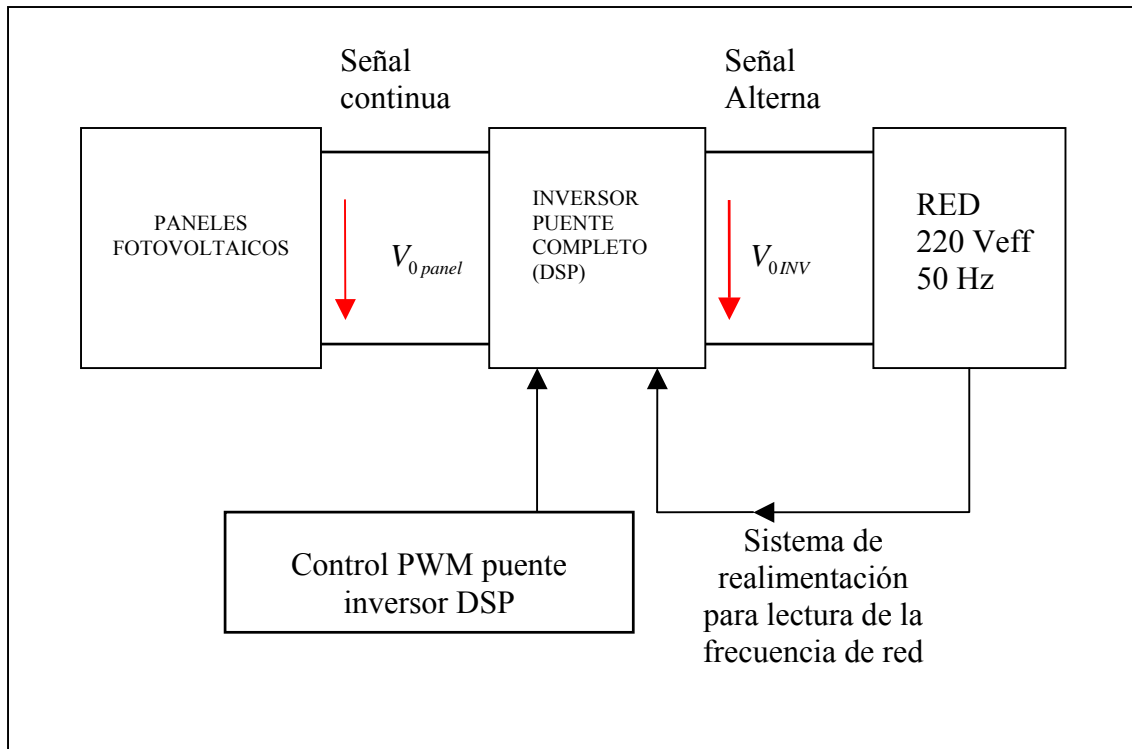 Señal
continua
Señal
Alterna
PANELES
FOTOVOLTAICOS
V0 panel
INVERSOR
PUENTE
COMPLETO
(DSP)
V0 INV
RED
220 Veff
50 Hz
Control PWM puente
inversor DSP
Sistema de
realimentación
para lectura de la
frecuencia de red